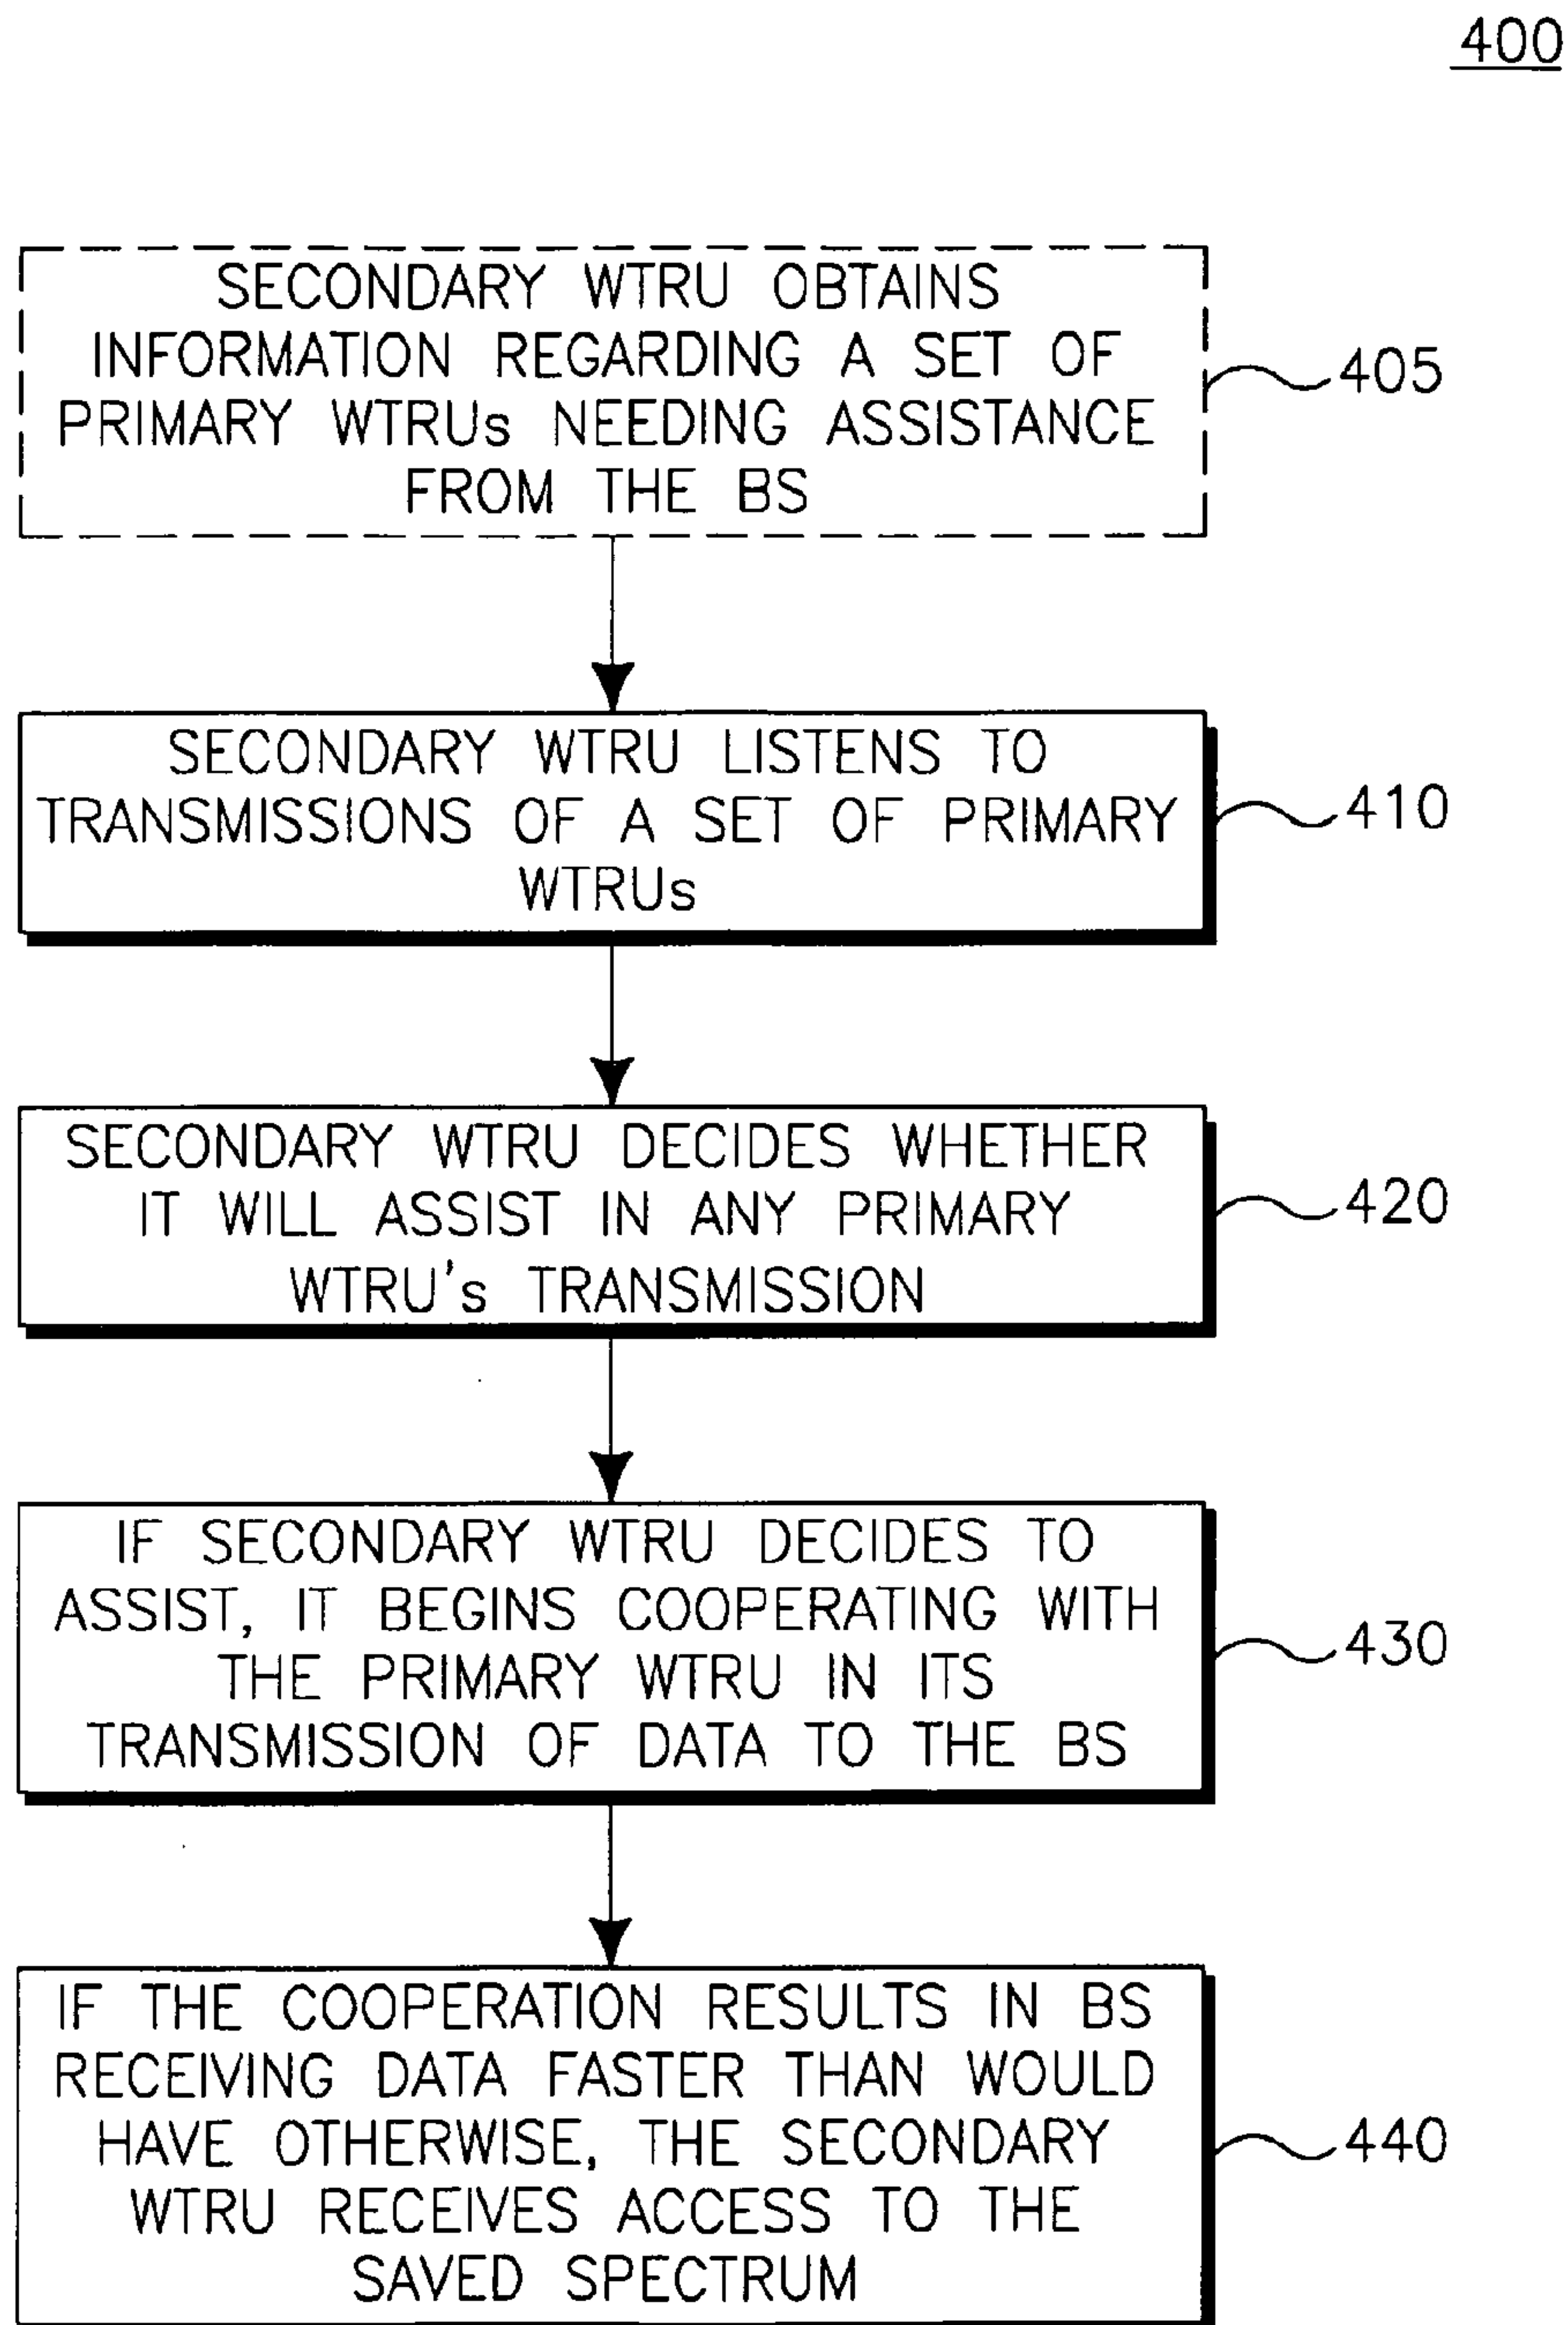 400
SECONDARY WTRU OBTAINS
INFORMATION REGARDING A SET OF
PRIMARY WTRUs NEEDING ASSISTANCE
FROM THE BS
405
SECONDARY WTRU LISTENS TO
TRANSMISSIONS OF A SET OF PRIMARY
WTRUs
410
SECONDARY WTRU DECIDES WHETHER
IT WILL ASSIST IN ANY PRIMARY
WTRU's TRANSMISSION
420
IF SECONDARY WTRU DECIDES TO
ASSIST, IT BEGINS COOPERATING WITH
THE PRIMARY WTRU IN ITS
TRANSMISSION OF DATA TO THE BS
430
IF THE COOPERATION RESULTS IN BS
RECEIVING DATA FASTER THAN WOULD
HAVE OTHERWISE, THE SECONDARY
WTRU RECEIVES ACCESS TO THE
SAVED SPECTRUM
440